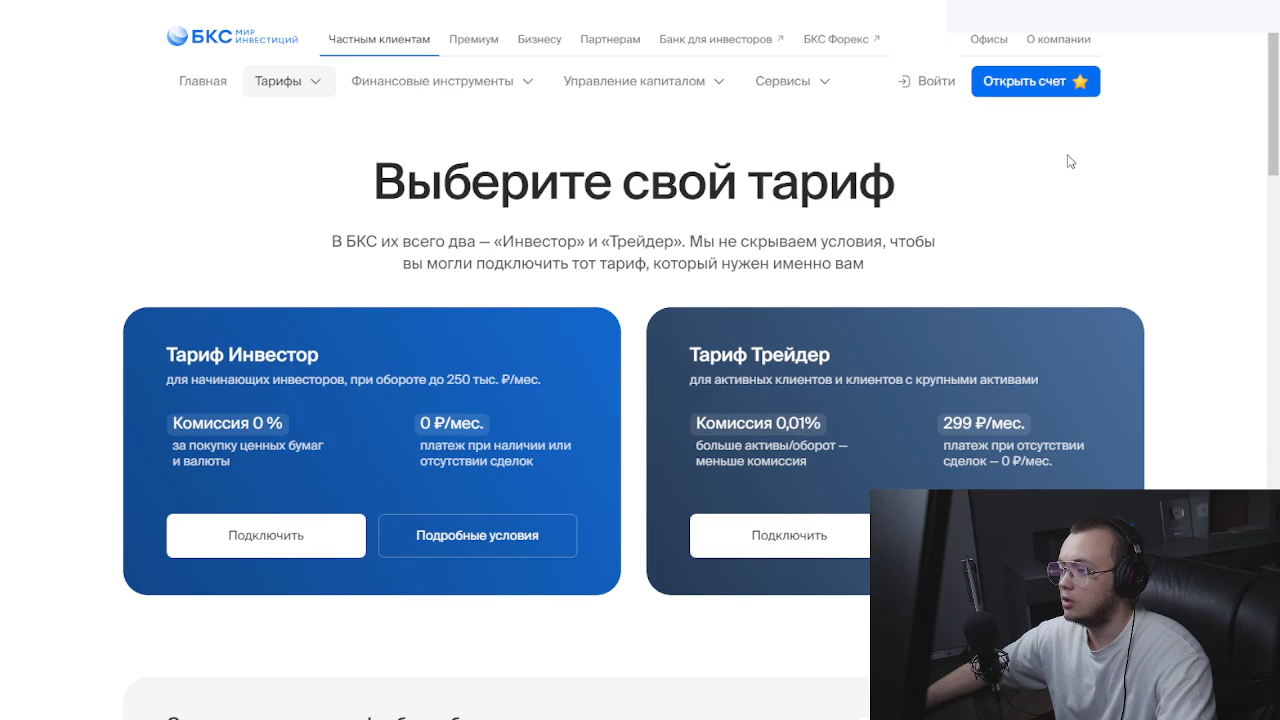 БКС МИР ИНВЕСТИЦИЙ
Частным клиентам Премиум Бизнесу Партнерам Банк для инвесторов БКС Форекс Офисы О компании
Главная Тарифы Финансовые инструменты Управление капиталом Сервисы Войти Открыть счет
Выберите свой тариф
В БКС их всего два — «Инвестор» и «Трейдер». Мы не скрываем условия, чтобы
вы могли подключить тот тариф, который нужен именно вам
Тариф Инвестор
для начинающих инвесторов, при обороте до 250 тыс. ₽/мес.
Комиссия 0 %
за покупку ценных бумаг
и валюты
0 ₽/мес.
платеж при наличии или
отсутствии сделок
Подключить
Подробные условия
Тариф Трейдер
для активных клиентов и клиентов с крупными активами
Комиссия 0,01%
больше активы/оборот —
меньше комиссия
299 ₽/мес.
платеж при отсутствии
сделок — 0 ₽/мес.
Подключить